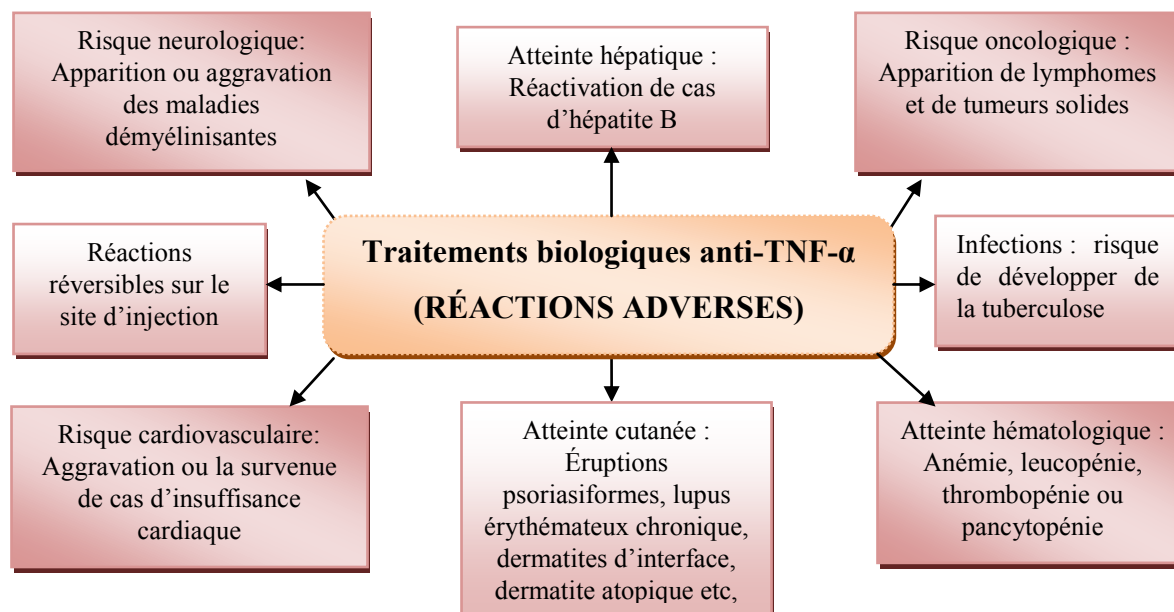 Risque neurologique:
Apparition ou aggravation
des maladies
démyélinisantes
Atteinte hépatique :
Réactivation de cas
d’hépatite B
Risque oncologique :
Apparition de lymphomes
et de tumeurs solides
Réactions
réversibles sur le
site d’injection
Traitements biologiques anti-TNF-α
(RÉACTIONS ADVERSES)
Infections : risque
de développer de
la tuberculose
Risque cardiovasculaire:
Aggravation ou la survenue
de cas d’insuffisance
cardiaque
Atteinte cutanée :
Éruptions
psoriasiformes, lupus
érythémateux chronique,
dermatites d’interface,
dermatite atopique etc,
Atteinte hématologique :
Anémie, leucopénie,
thrombopénie ou
pancytopénie